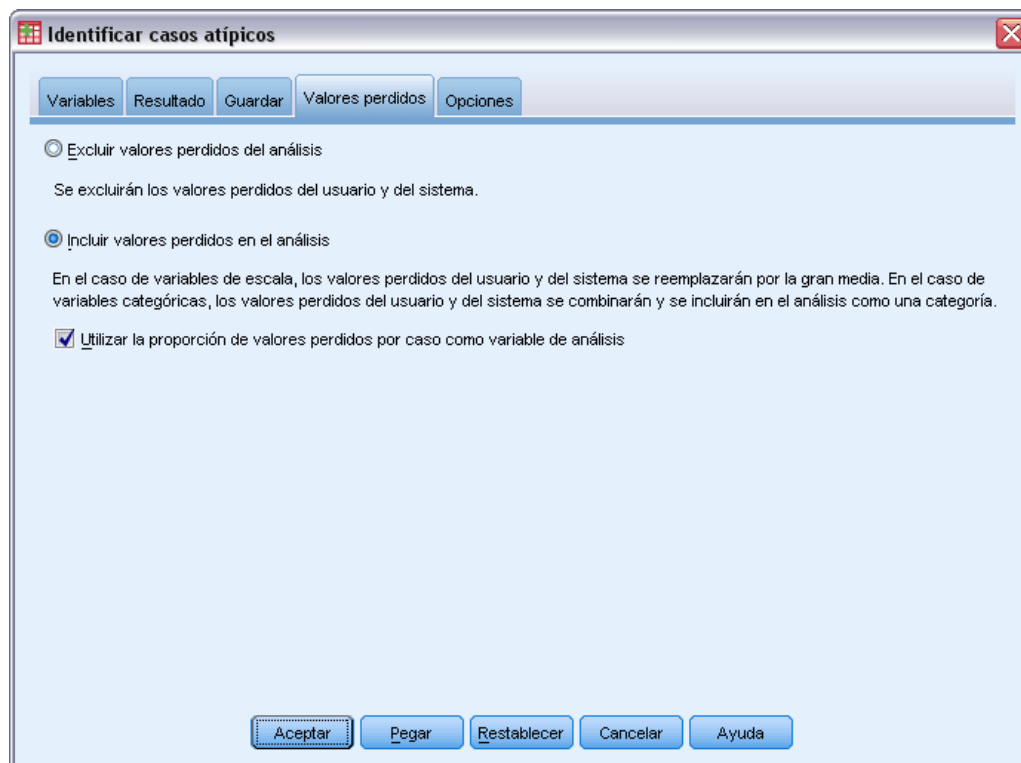 Identificar casos atípicos
Variables Resultado Guardar Valores perdidos Opciones
Excluir valores perdidos del análisis
Se excluirán los valores perdidos del usuario y del sistema.
Incluir valores perdidos en el análisis
En el caso de variables de escala, los valores perdidos del usuario y del sistema se reemplazarán por la gran media. En el caso de
variables categóricas, los valores perdidos del usuario y del sistema se combinarán y se incluirán en el análisis como una categoría.
Utilizar la proporción de valores perdidos por caso como variable de análisis
Aceptar Pegar Restablecer Cancelar Ayuda